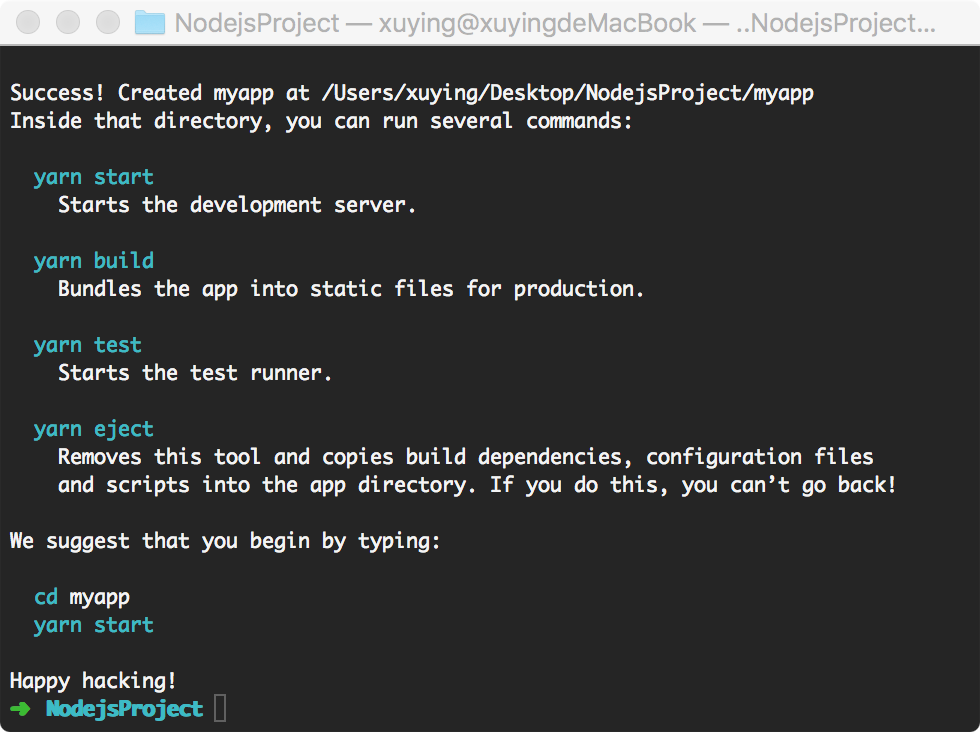 NodejsProject — xuying@xuyingdeMacBook — ..NodejsProject...
Success! Created myapp at /Users/xuying/Desktop/NodejsProject/myapp
Inside that directory, you can run several commands:
yarn start
Starts the development server.
yarn build
Bundles the app into static files for production.
yarn test
Starts the test runner.
yarn eject
Removes this tool and copies build dependencies, configuration files
and scripts into the app directory. If you do this, you can’t go back!
We suggest that you begin by typing:
cd myapp
yarn start
Happy hacking!
➜ NodejsProject